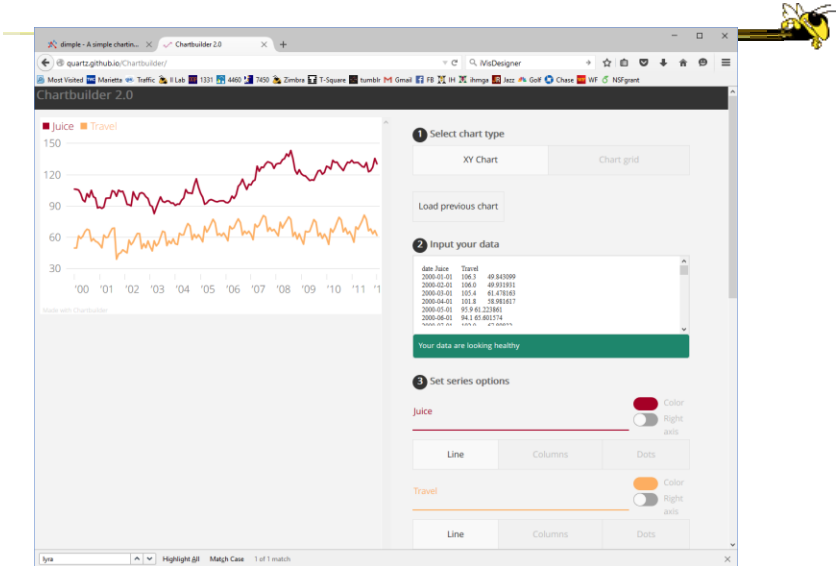 dimple - A simple chartin...
Chartbuilder 2.0
quartz.github.io/Chartbuilder/
iVisDesigner
Most Visited Marietta Traffic II Lab 1331 4460 7450 Zimbra T-Square tumblr Gmail FB IH ihmga Jazz Golf Chase WF NSFgrant
Chartbuilder 2.0
Juice Travel
150
120
90
60
30
'00 '01 '02 '03 '04 '05 '06 '07 '08 '09 '10 '11 '1
Made with Chartbuilder
1 Select chart type
XY Chart Chart grid
Load previous chart
2 Input your data
date Juice Travel
2000-01-01 106.3 49.843099
2000-02-01 106.0 49.931931
2000-03-01 105.4 61.478163
2000-04-01 101.8 58.981617
2000-05-01 95.9 61.223861
2000-06-01 94.1 65.601574
Your data are looking healthy
3 Set series options
Juice
Color
Right axis
Line Columns Dots
Travel
Color
Right axis
Line Columns Dots
lyra
Highlight All Match Case 1 of 1 match